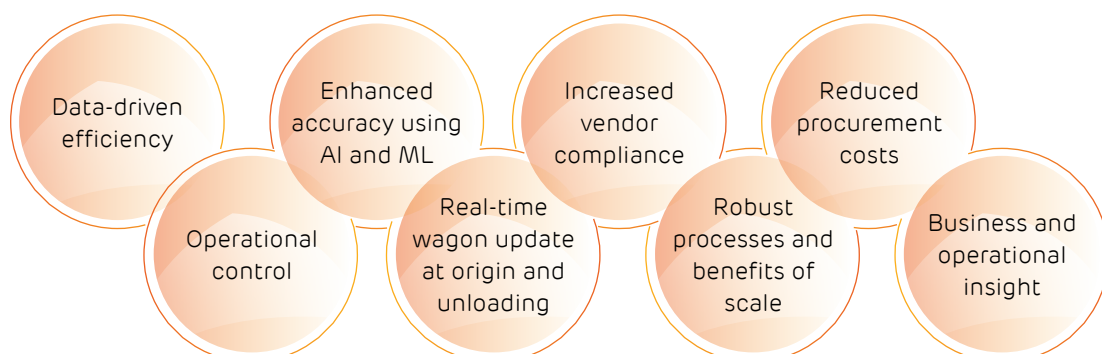 Data-driven
efficiency
Operational
control
Enhanced
accuracy using
AI and ML
Real-time
wagon update
at origin and
unloading
Increased
vendor
compliance
Robust
processes and
benefits of
scale
Reduced
procurement
costs
Business and
operational
insight